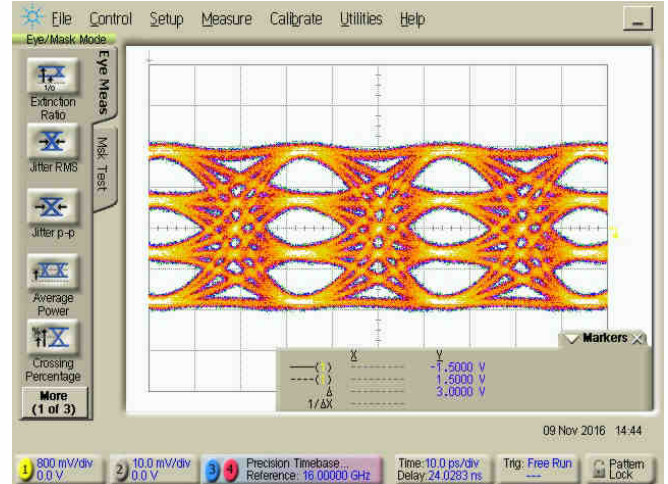 File Control Setup Measure Calibrate Utilities Help
Eye/Mask Mode
Eye Meas
Msk Test
Extinction
Ratio
Jitter RMS
Jitter p-p
Average
Power
Crossing
Percentage
More
(1 of 3)
Markers
X Y
-1.5000 V
1.5000 V
Δ 3.0000 V
1/ΔX
09 Nov 2016 14:44
1 800 mV/div
0.0 V
2 10.0 mV/div
0.0 V
3 4 Precision Timebase...
Reference: 16.00000 GHz
Time:10.0 ps/div
Delay:24.0283 ns
Trig: Free Run
Pattern
Lock